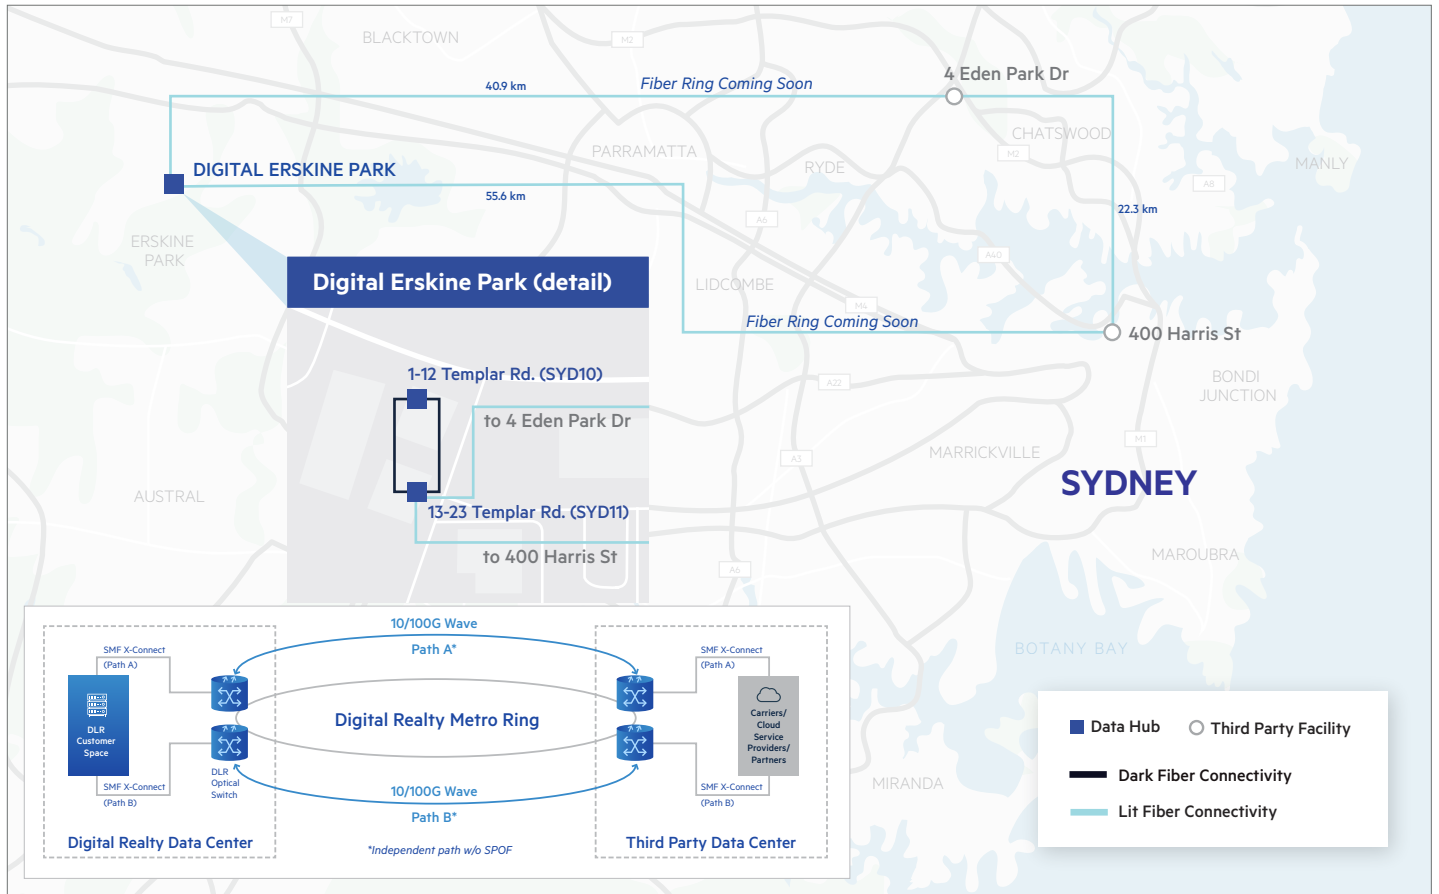 M7
BLACKTOWN
M2
40.9 km
Fiber Ring Coming Soon
4 Eden Park Dr
CHATSWOOD
M2
PARRAMATTA
RYDE
MANLY
A8
DIGITAL ERSKINE PARK
55.6 km
22.3 km
A6
ERSKINE
PARK
A40
Digital Erskine Park (detail)
LIDCOMBE
M4
Fiber Ring Coming Soon
400 Harris St
1-12 Templar Rd. (SYD10)
A22
BONDI
JUNCTION
to 4 Eden Park Dr
M1
MARRICKVILLE
A3
SYDNEY
AUSTRAL
13-23 Templar Rd. (SYD11)
to 400 Harris St
MAROUBRA
A6
BOTANY BAY
MIRANDA
10/100G Wave
Path A*
SMF X-Connect
(Path A)
SMF X-Connect
(Path A)
DLR
Customer
Space
Digital Realty Metro Ring
Carriers/
Cloud
Service
Providers/
Partners
DLR
Optical
Switch
SMF X-Connect
(Path B)
10/100G Wave
Path B*
SMF X-Connect
(Path B)
Digital Realty Data Center
*Independent path w/o SPOF
Third Party Data Center
Data Hub
Third Party Facility
Dark Fiber Connectivity
Lit Fiber Connectivity